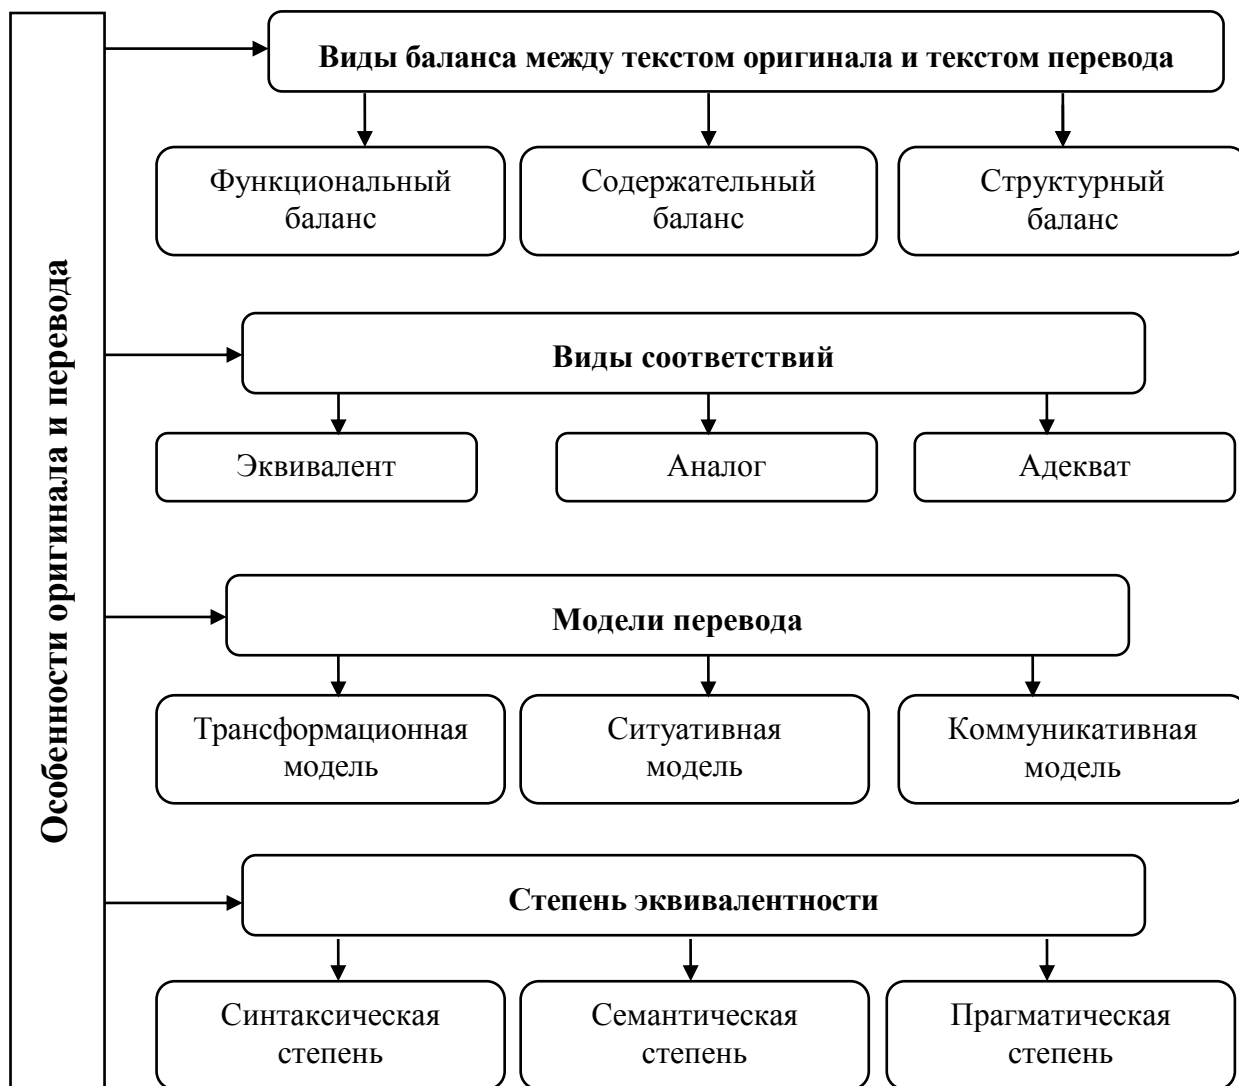 Особенности оригинала и перевода
Виды баланса между текстом оригинала и текстом перевода
Функциональный
баланс
Содержательный
баланс
Структурный
баланс
Виды соответствий
Эквивалент
Аналог
Адекват
Модели перевода
Трансформационная
модель
Ситуативная
модель
Коммуникативная
модель
Степень эквивалентности
Синтаксическая
степень
Семантическая
степень
Прагматическая
степень